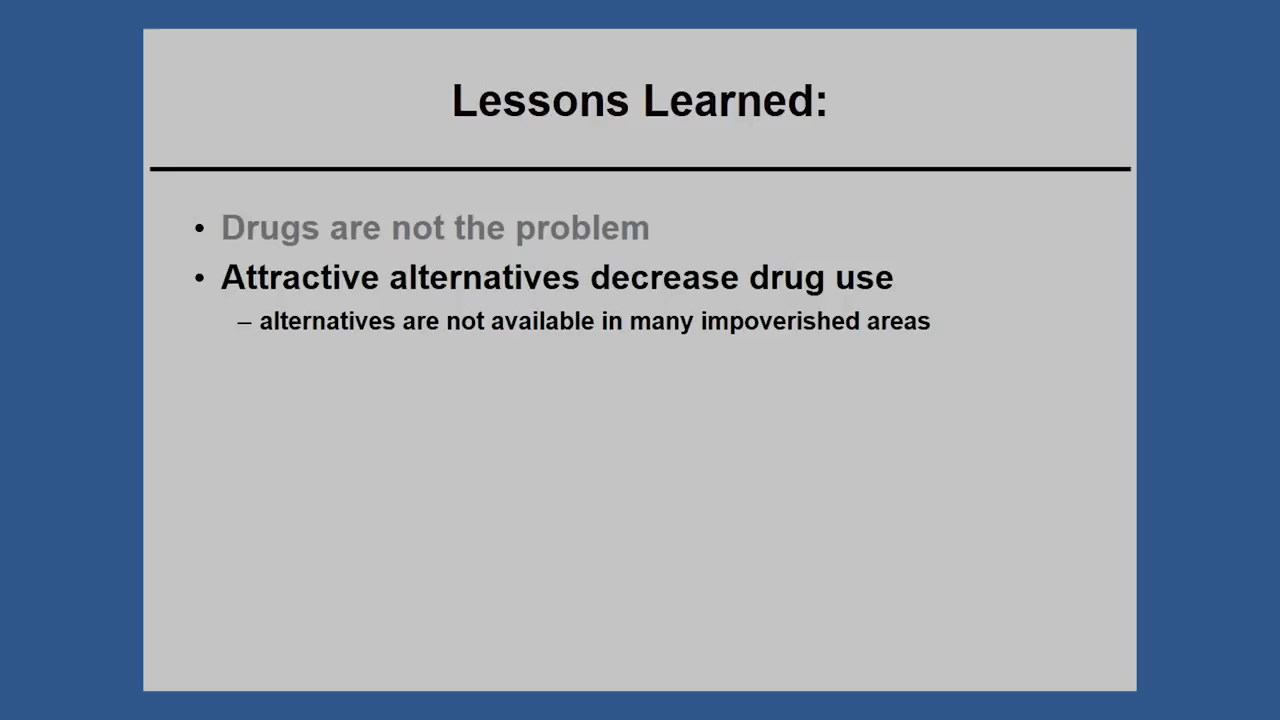 Lessons Learned:
• Drugs are not the problem
• Attractive alternatives decrease drug use
– alternatives are not available in many impoverished areas